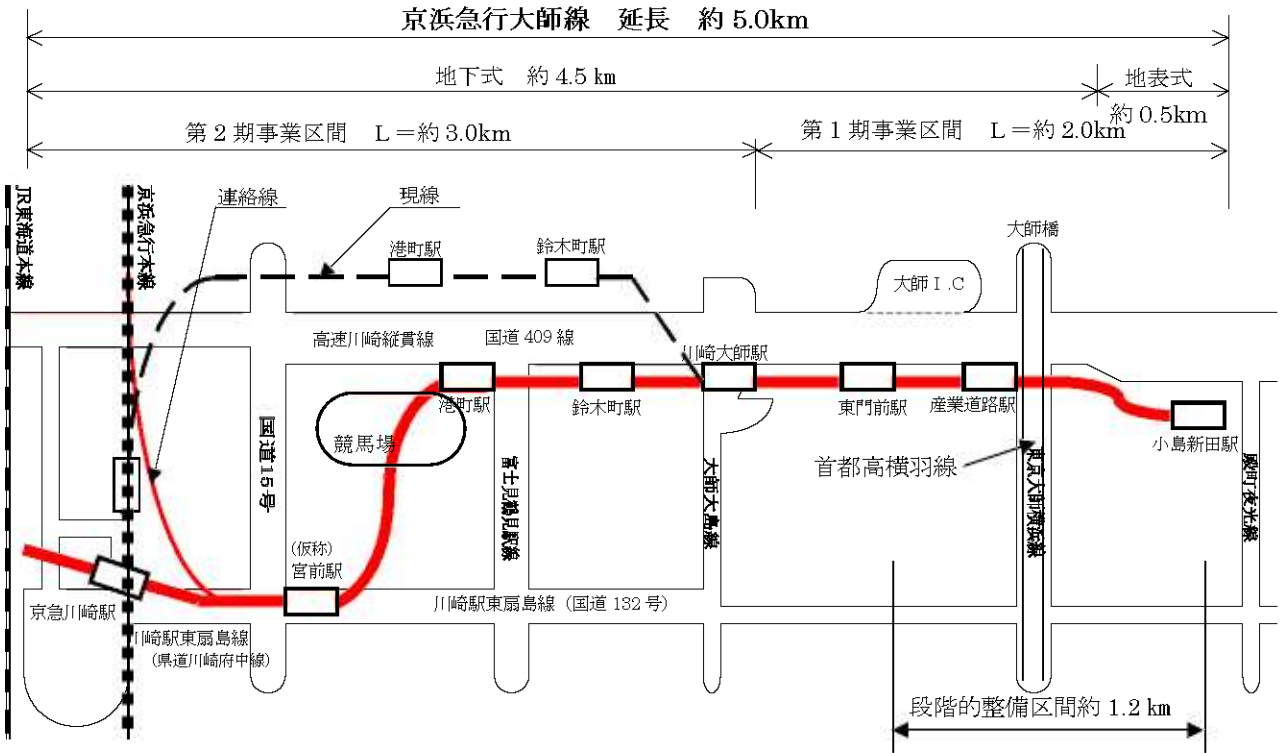 京浜急行大師線　延長　約 5.0km
地下式　約 4.5 km
地表式
約 0.5km
第 2 期事業区間　L＝約 3.0km
第 1 期事業区間　L＝約 2.0km
JR東海道本線
京浜急行本線
連絡線
現線
港町駅
鈴木町駅
大師橋
大師 I .C
高速川崎縦貫線
国道 409 線
川崎大師駅
港町駅
鈴木町駅
東門前駅
産業道路駅
小島新田駅
競馬場
国道15号
富士見鶴見駅線
大師大島線
首都高横羽線
東京大師横浜線
殿町夜光線
(仮称)
宮前駅
京急川崎駅
川崎駅東扇島線（国道 132 号）
川崎駅東扇島線
（県道川崎府中線）
段階的整備区間約 1.2 km